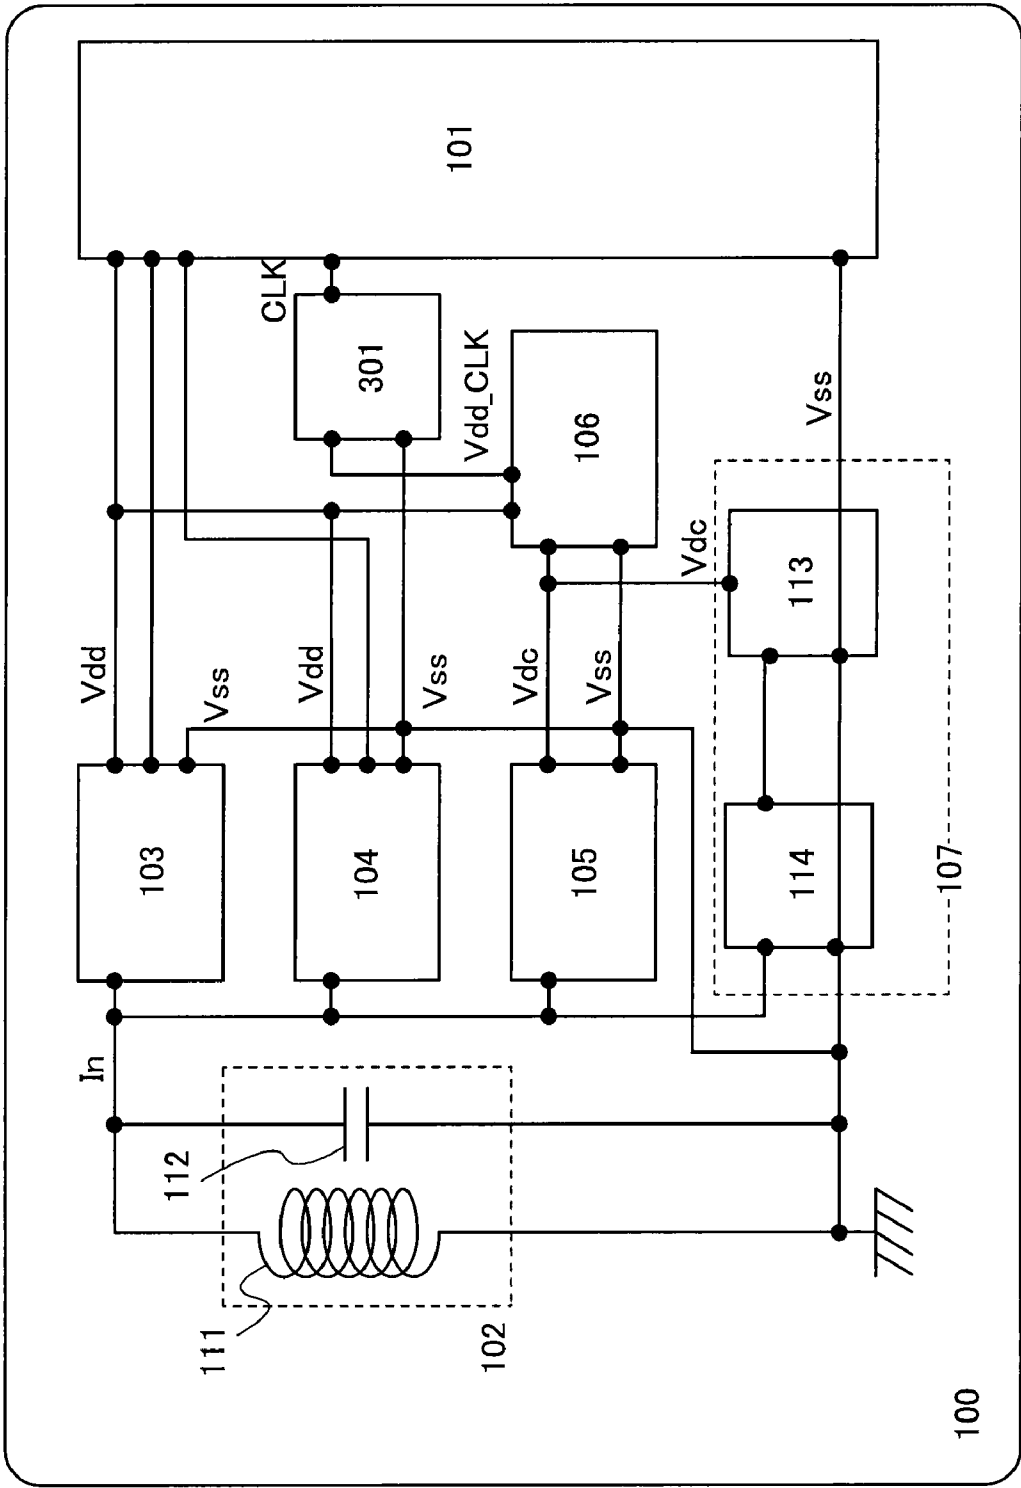 101
CLK
301
Vdd_CLK
106
Vss
Vdc
113
Vdd
Vss
Vdd
Vss
Vdc
Vss
103
104
105
114
107
In
112
111
102
100